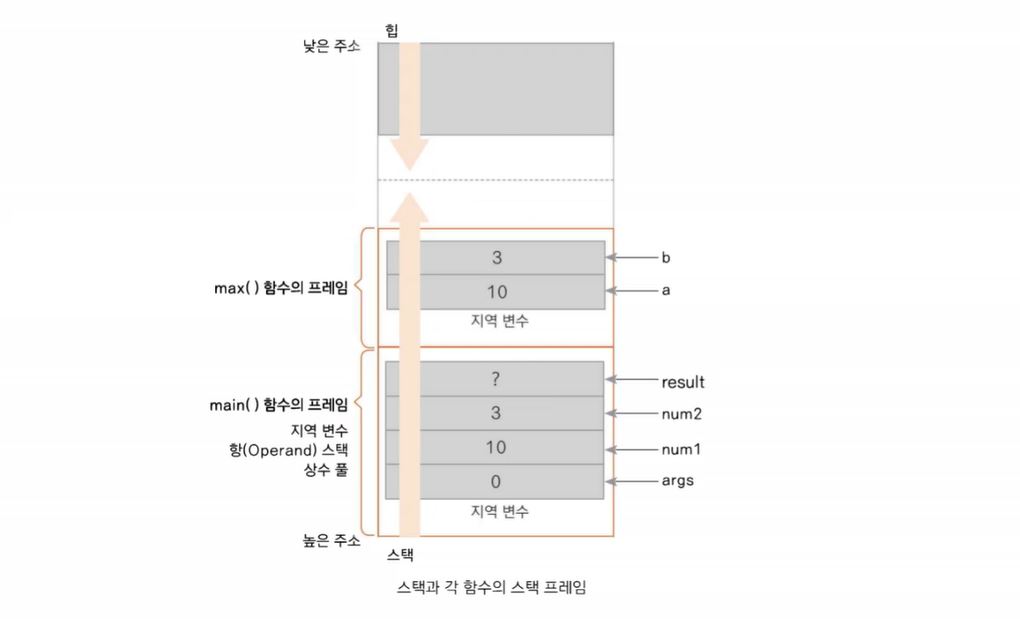 힙
낮은 주소
3
b
max( ) 함수의 프레임
10
a
지역 변수
?
result
main( ) 함수의 프레임
3
num2
지역 변수
항(Operand) 스택
10
num1
상수 풀
0
args
지역 변수
높은 주소
스택
스택과 각 함수의 스택 프레임